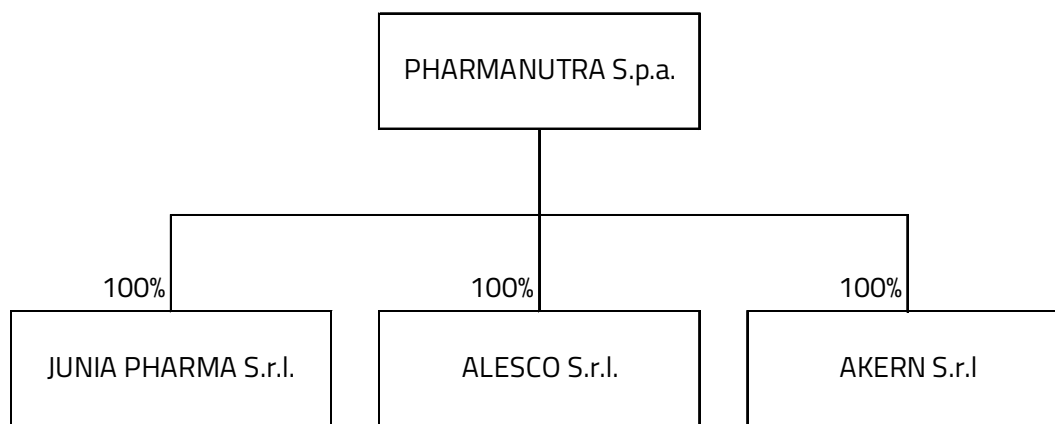 PHARMANUTRA S.p.a.
100% 100% 100%
JUNIA PHARMA S.r.l. ALESCO S.r.l. AKERN S.r.l